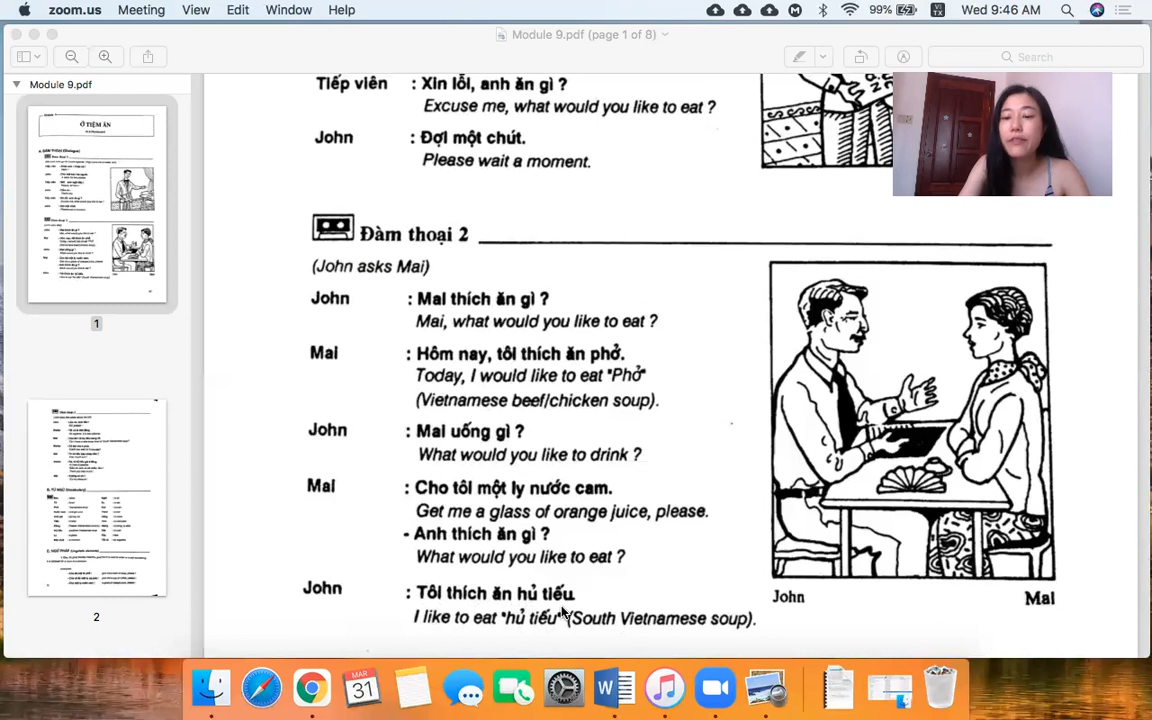 zoom.us Meeting View Edit Window Help 99% VI TX Wed 9:46 AM
Module 9.pdf (page 1 of 8)
Search
Module 9.pdf
Ở TIỆM ĂN
1
2
Tiếp viên : Xin lỗi, anh ăn gì ?
Excuse me, what would you like to eat ?
John : Đợi một chút.
Please wait a moment.
Đàm thoại 2
(John asks Mai)
John : Mai thích ăn gì ?
Mai, what would you like to eat ?
Mai : Hôm nay, tôi thích ăn phở.
Today, I would like to eat "Phở"
(Vietnamese beef/chicken soup).
John : Mai uống gì ?
What would you like to drink ?
Mai : Cho tôi một ly nước cam.
Get me a glass of orange juice, please.
- Anh thích ăn gì ?
What would you like to eat ?
John : Tôi thích ăn hủ tiếu.
I like to eat "hủ tiếu" (South Vietnamese soup).
John Mai
MAR
31